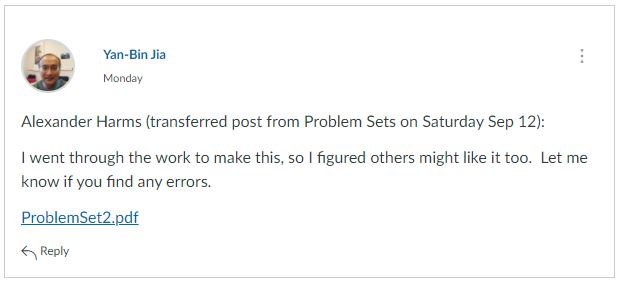 Yan-Bin Jia
Monday
Alexander Harms (transferred post from Problem Sets on Saturday Sep 12):
I went through the work to make this, so I figured others might like it too.  Let me
know if you find any errors.
ProblemSet2.pdf
Reply